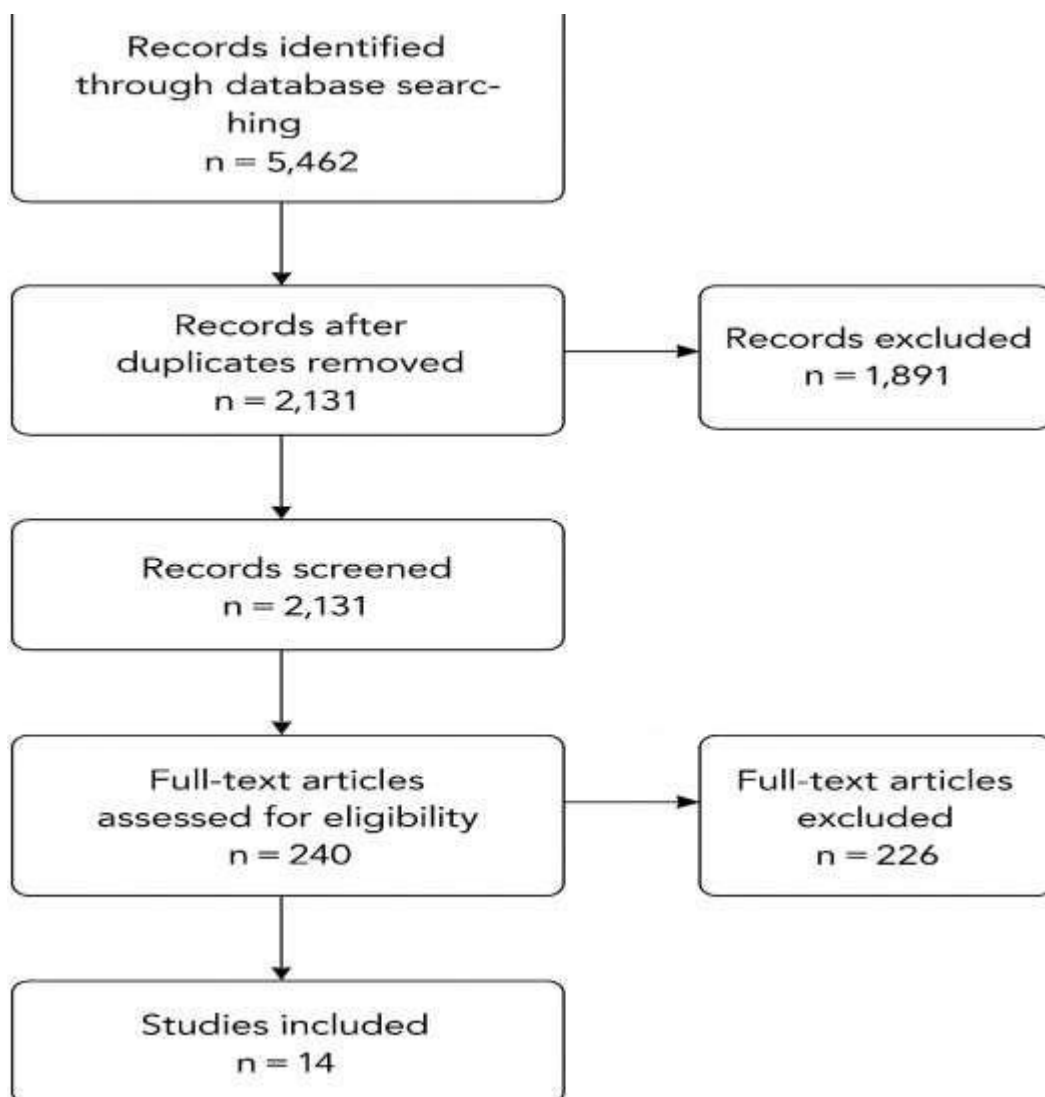 Records identified
through database searc-
hing
n = 5,462
Records after
duplicates removed
n = 2,131
Records excluded
n = 1,891
Records screened
n = 2,131
Full-text articles
assessed for eligibility
n = 240
Full-text articles
excluded
n = 226
Studies included
n = 14